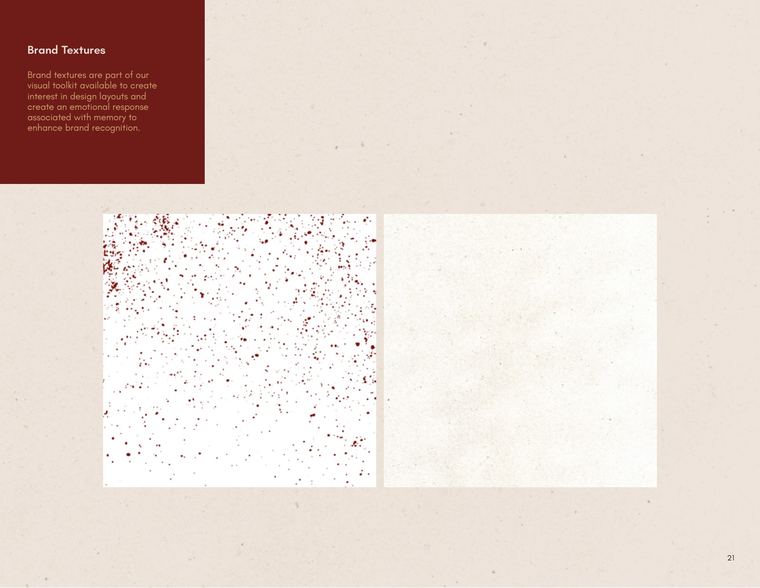 Brand Textures
Brand textures are part of our
visual toolkit available to create
interest in design layouts and
create an emotional response
associated with memory to
enhance brand recognition.
21